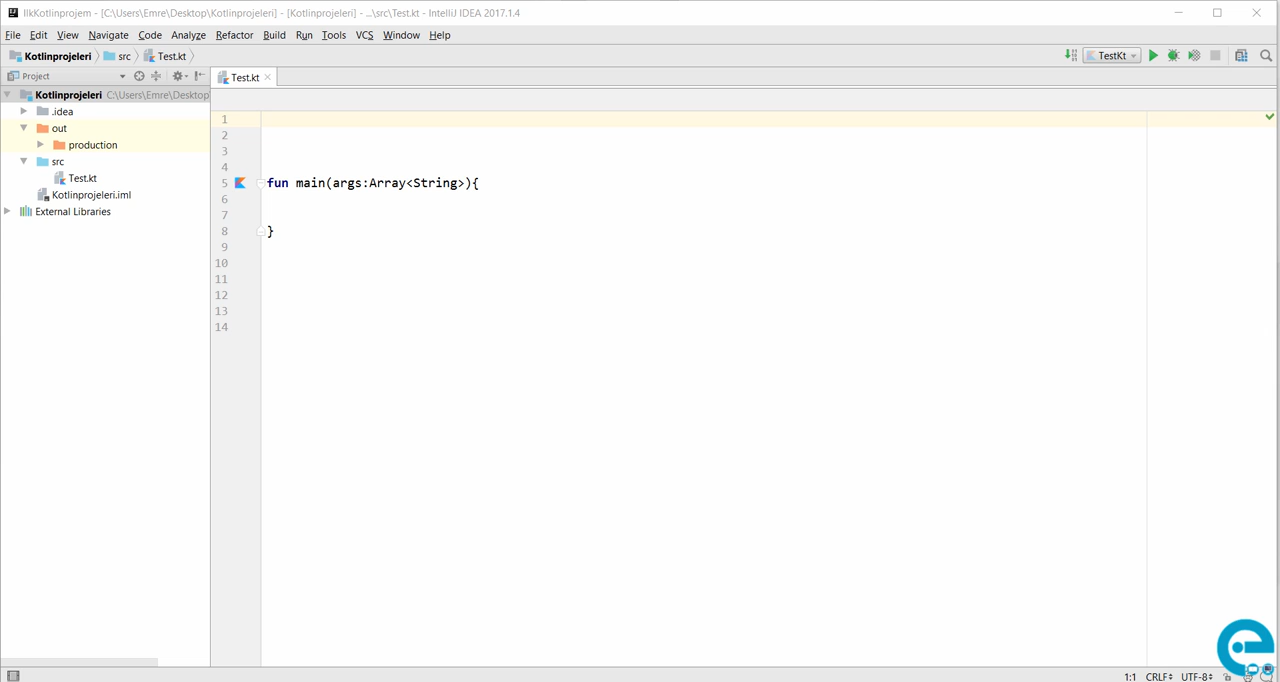 IlkKotlinprojem - [C:\Users\Emre\Desktop\Kotlinprojeleri] - [Kotlinprojeleri] - ...\src\Test.kt - IntelliJ IDEA 2017.1.4
File Edit View Navigate Code Analyze Refactor Build Run Tools VCS Window Help
Kotlinprojeleri src Test.kt TestKt
Project Test.kt
Kotlinprojeleri C:\Users\Emre\Desktop
.idea
out
production
src
Test.kt
Kotlinprojeleri.iml
External Libraries
1
2
3
4
5 fun main(args:Array<String>){
6
7
8 }
9
10
11
12
13
14
1:1 CRLF UTF-8